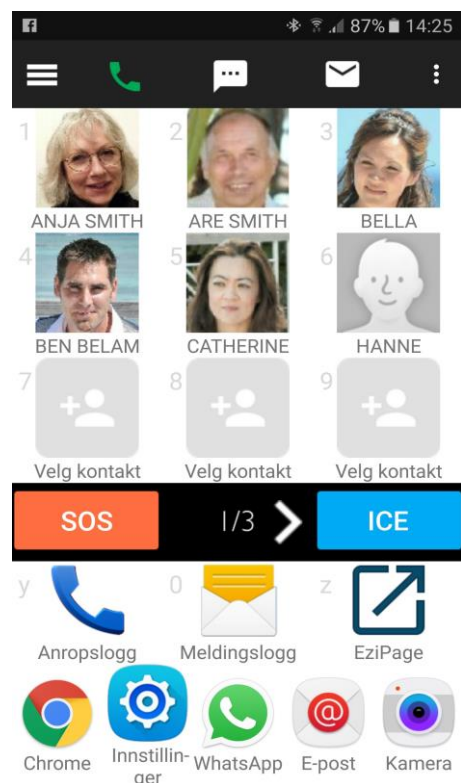 87% 14:25
1 2 3
ANJA SMITH ARE SMITH BELLA
4 5 6
BEN BELAM CATHERINE HANNE
7 8 9
Velg kontakt Velg kontakt Velg kontakt
SOS 1/3 ICE
y 0 z
Anropslogg Meldingslogg EziPage
Chrome Innstillin- WhatsApp E-post Kamera
ger